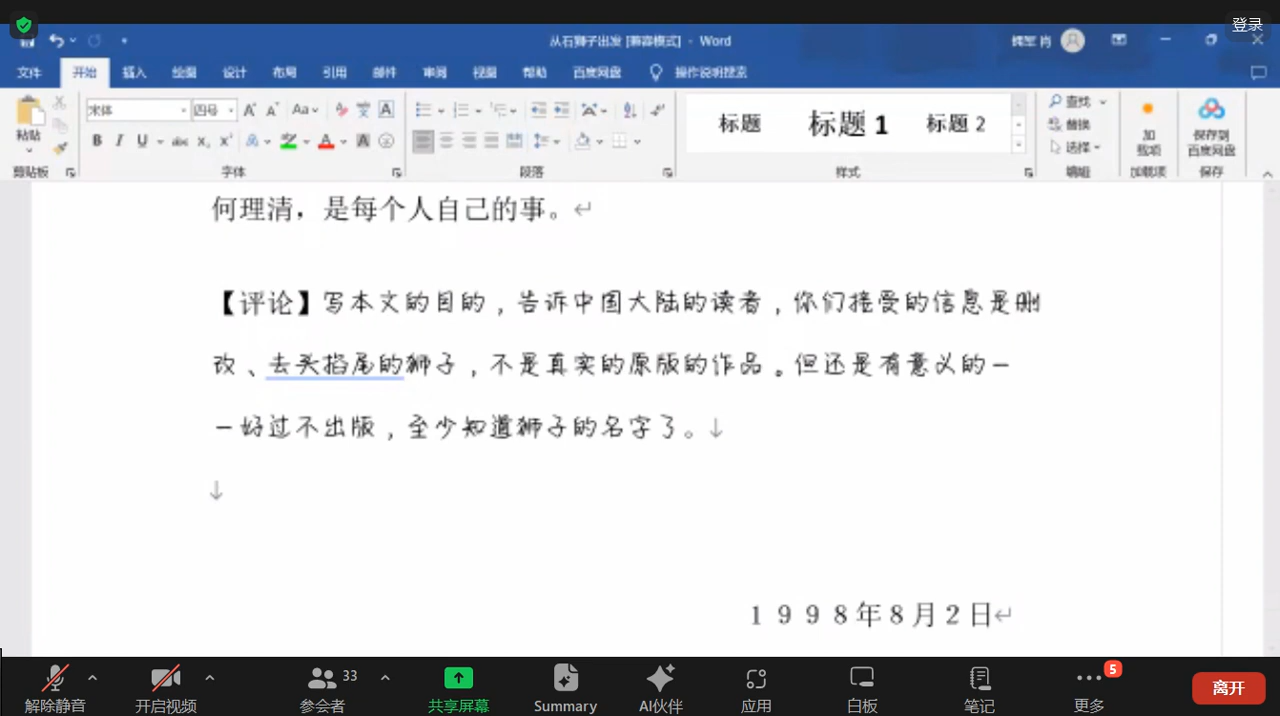 登录
从石狮子出发 [兼容模式] - Word
文件 开始 插入 绘图 设计 布局 引用 邮件 审阅 视图 帮助 百度网盘 操作说明搜索
宋体 四号 Aa
查找
粘贴 标题 标题 1 标题 2 替换 加载项 保存到百度网盘
B I U abc x x A A 选择
剪贴板 字体 段落 样式 编辑 加载项 保存
何理清，是每个人自己的事。
【评论】写本文的目的，告诉中国大陆的读者，你们接受的信息是删
改、去头掐尾的狮子，不是真实的原版的作品。但还是有意义的—
—好过不出版，至少知道狮子的名字了。
１９９８年８月２日
33 5
解除静音 开启视频 参会者 共享屏幕 Summary AI伙伴 应用 白板 笔记 更多 离开